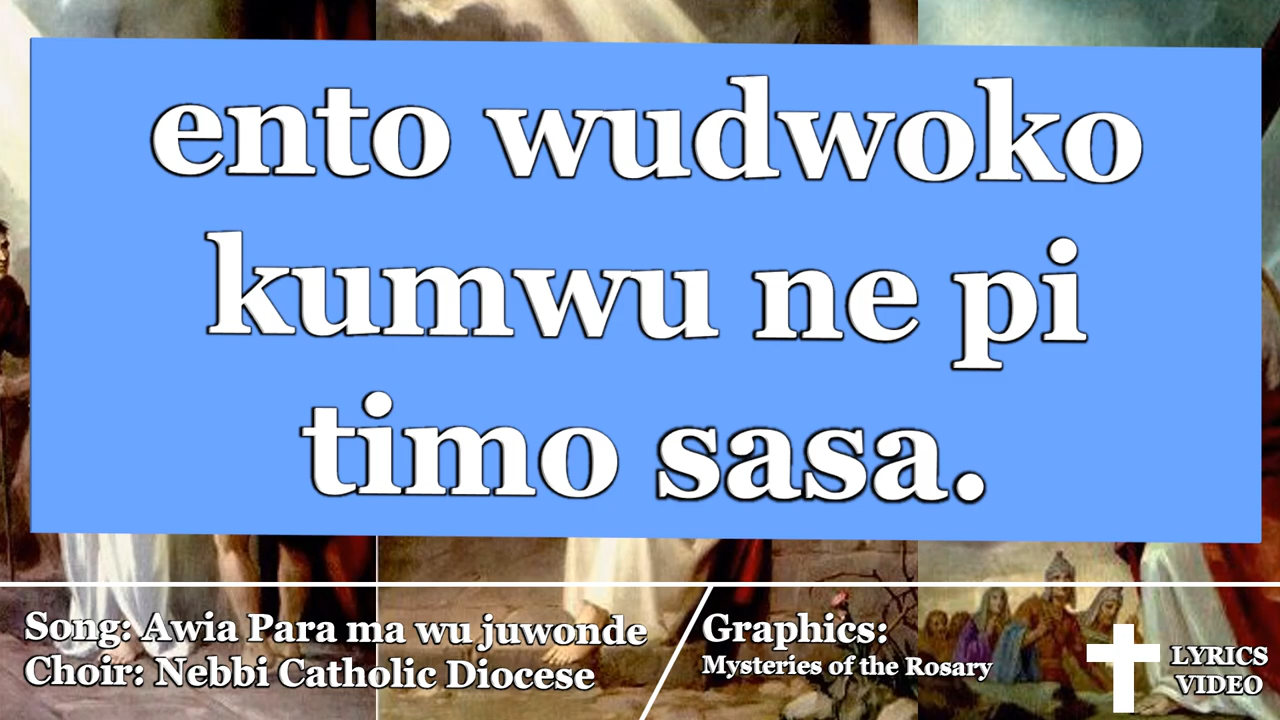 ento wudwoko
kumwu ne pi
timo sasa.
Song: Awia Para ma wu juwonde
Choir: Nebbi Catholic Diocese
Graphics:
Mysteries of the Rosary
LYRICS
VIDEO